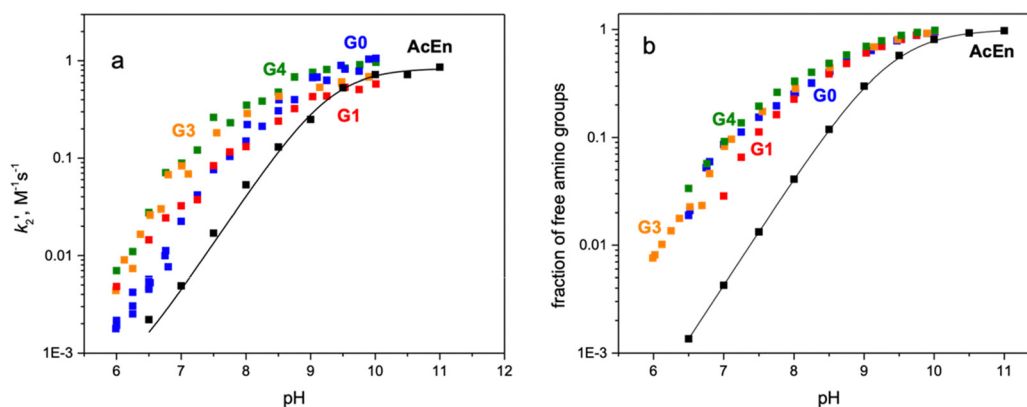 a
G0
AcEn
G4
G3
G1
k2', M⁻¹s⁻¹
1
0.1
0.01
1E-3
6 7 8 9 10 11 12
pH
b
AcEn
G4
G0
G1
G3
fraction of free amino groups
1
0.1
0.01
1E-3
6 7 8 9 10 11
pH